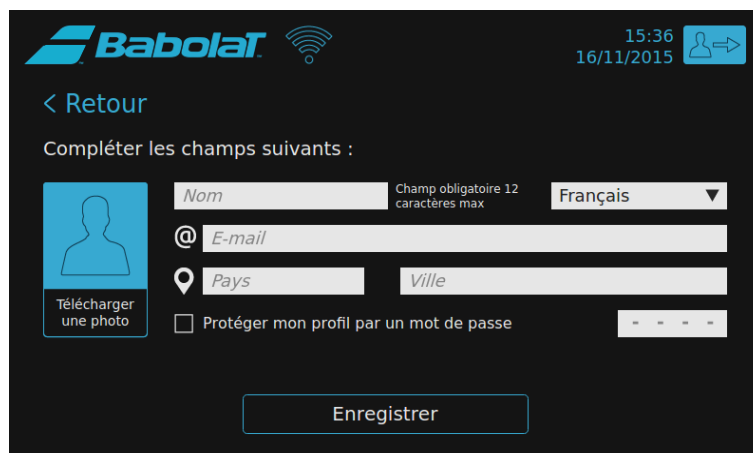 Babolat
15:36
16/11/2015
< Retour
Compléter les champs suivants :
Nom
Champ obligatoire 12
caractères max
Français
@ E-mail
Pays
Ville
Télécharger
une photo
Protéger mon profil par un mot de passe
- - - -
Enregistrer